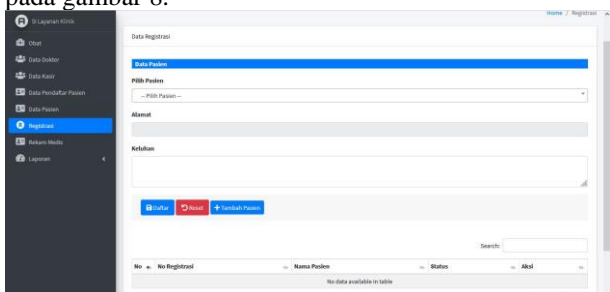 pada gambar 8.
SI Layanan Klinik
Home / Registrasi
Obat
Data Dokter
Data Kasir
Data Pendaftar Pasien
Data Pasien
Registrasi
Rekam Medis
Laporan
Data Registrasi
Data Pasien
Pilih Pasien
-- Pilih Pasien --
Alamat
Keluhan
Daftar Reset Tambah Pasien
Search:
No No Registrasi Nama Pasien Status Aksi
No data available in table